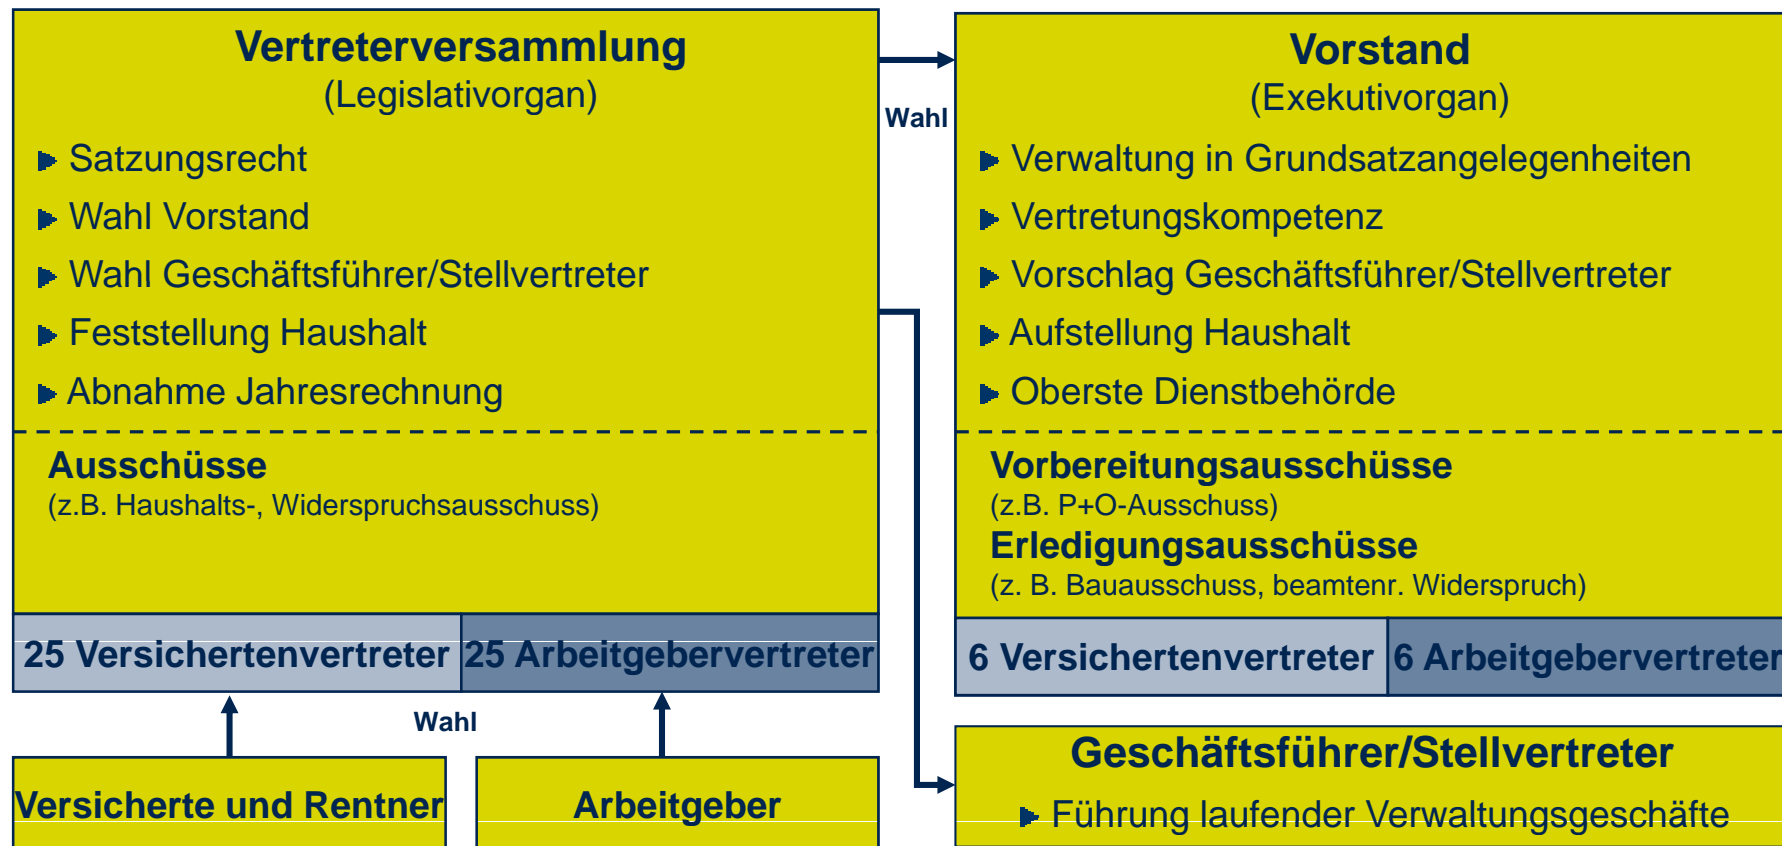 Vertreterversammlung
(Legislativorgan)
Satzungsrecht
Wahl Vorstand
Wahl Geschäftsführer/Stellvertreter
Feststellung Haushalt
Abnahme Jahresrechnung
Ausschüsse
(z.B. Haushalts-, Widerspruchsausschuss)
25 Versichertenvertreter
25 Arbeitgebervertreter
Wahl
Versicherte und Rentner
Arbeitgeber
Wahl
Vorstand
(Exekutivorgan)
Verwaltung in Grundsatzangelegenheiten
Vertretungskompetenz
Vorschlag Geschäftsführer/Stellvertreter
Aufstellung Haushalt
Oberste Dienstbehörde
Vorbereitungsausschüsse
(z.B. P+O-Ausschuss)
Erledigungsausschüsse
(z. B. Bauausschuss, beamtenr. Widerspruch)
6 Versichertenvertreter
6 Arbeitgebervertreter
Geschäftsführer/Stellvertreter
Führung laufender Verwaltungsgeschäfte